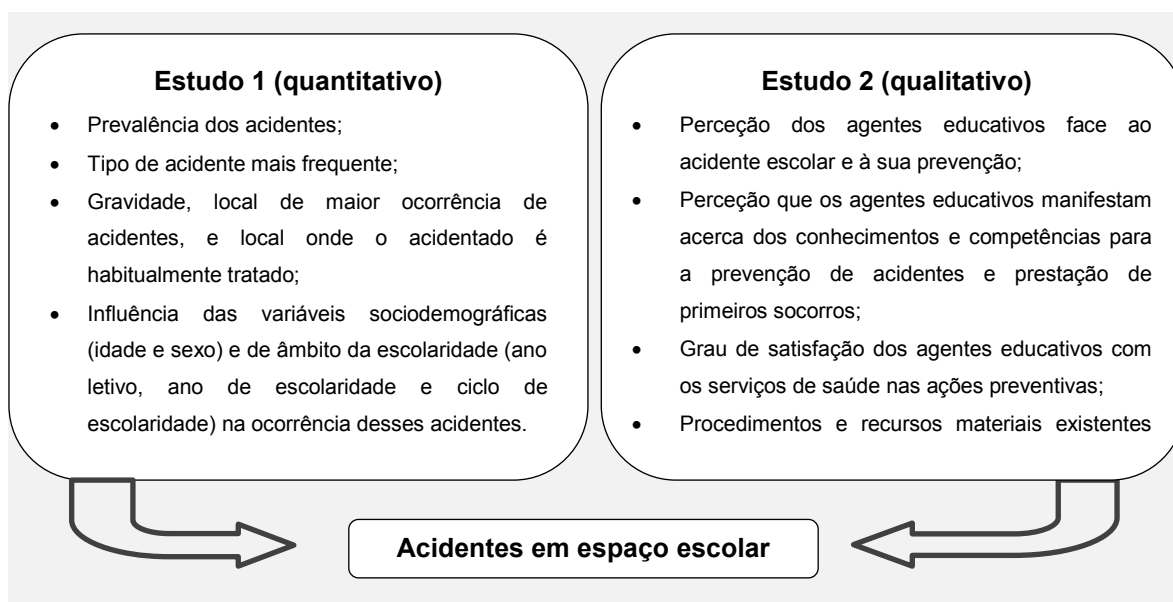 Estudo 1 (quantitativo)
• Prevalência dos acidentes;
• Tipo de acidente mais frequente;
• Gravidade, local de maior ocorrência de
acidentes, e local onde o acidentado é
habitualmente tratado;
• Influência das variáveis sociodemográficas
(idade e sexo) e de âmbito da escolaridade (ano
letivo, ano de escolaridade e ciclo de
escolaridade) na ocorrência desses acidentes.
Estudo 2 (qualitativo)
• Perceção dos agentes educativos face ao
acidente escolar e à sua prevenção;
• Perceção que os agentes educativos manifestam
acerca dos conhecimentos e competências para
a prevenção de acidentes e prestação de
primeiros socorros;
• Grau de satisfação dos agentes educativos com
os serviços de saúde nas ações preventivas;
• Procedimentos e recursos materiais existentes
Acidentes em espaço escolar